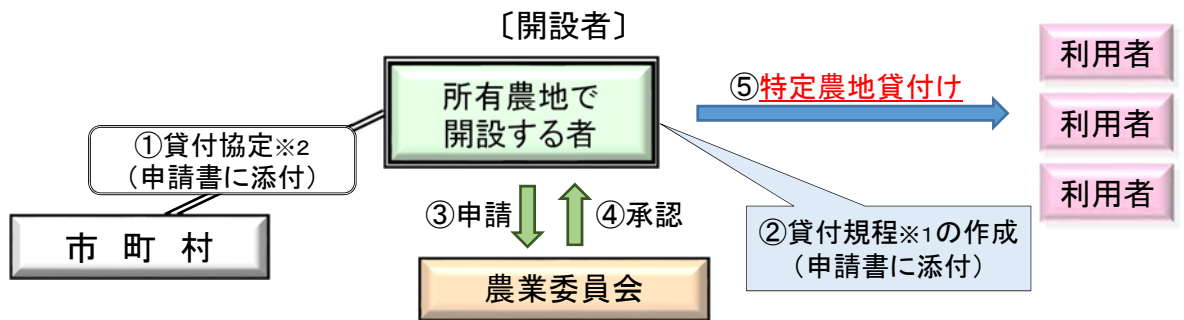 〔開設者〕
所有農地で
開設する者
①貸付協定※2
（申請書に添付）
市 町 村
③申請
④承認
農業委員会
②貸付規程※1の作成
（申請書に添付）
⑤特定農地貸付け
利用者
利用者
利用者